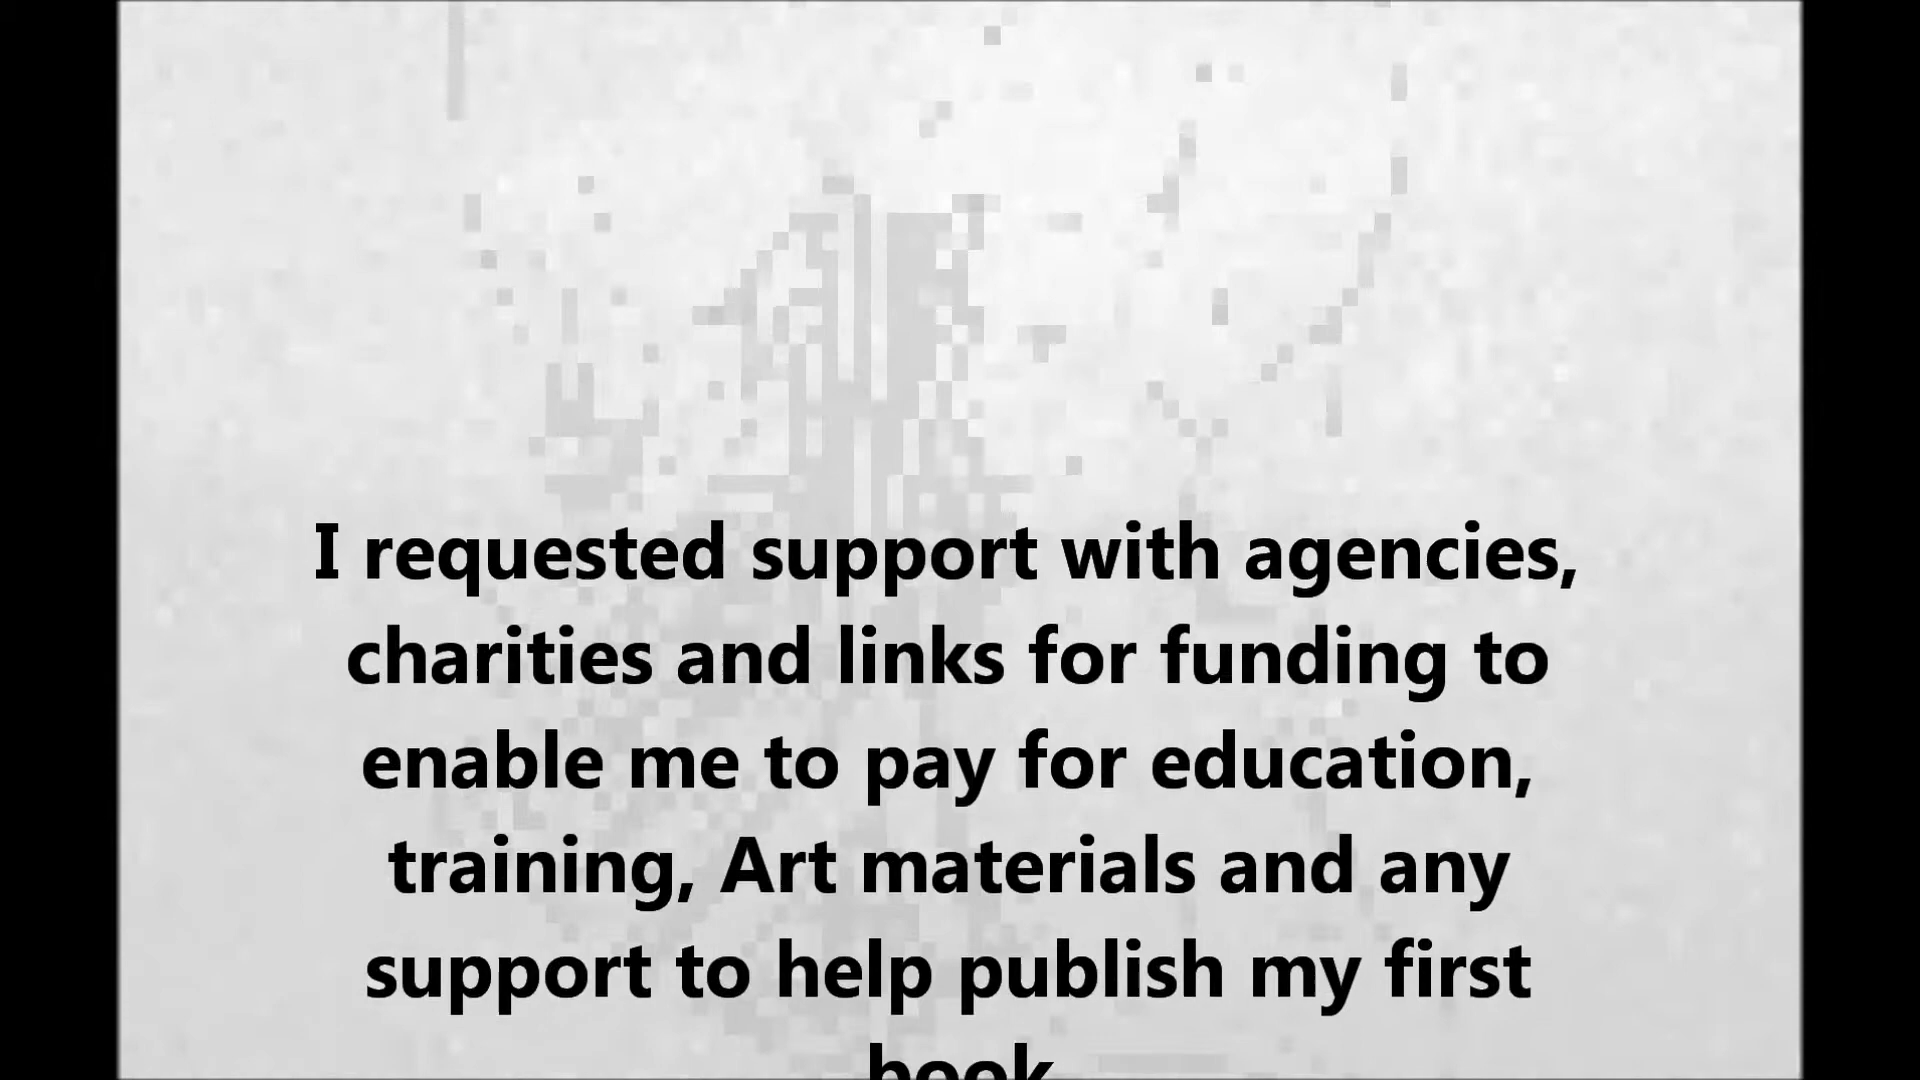 I requested support with agencies,
charities and links for funding to
enable me to pay for education,
training, Art materials and any
support to help publish my first
book